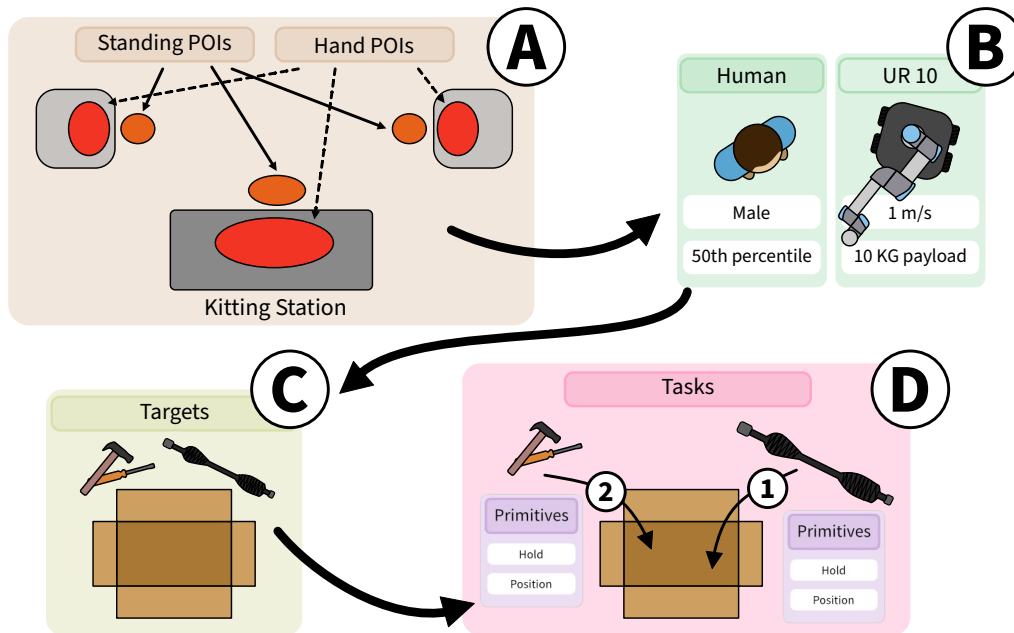 Standing POIs
Hand POIs
A
Kitting Station
B
Human
UR 10
Male
1 m/s
50th percentile
10 KG payload
C
Targets
D
Tasks
2
1
Primitives
Hold
Position
Primitives
Hold
Position